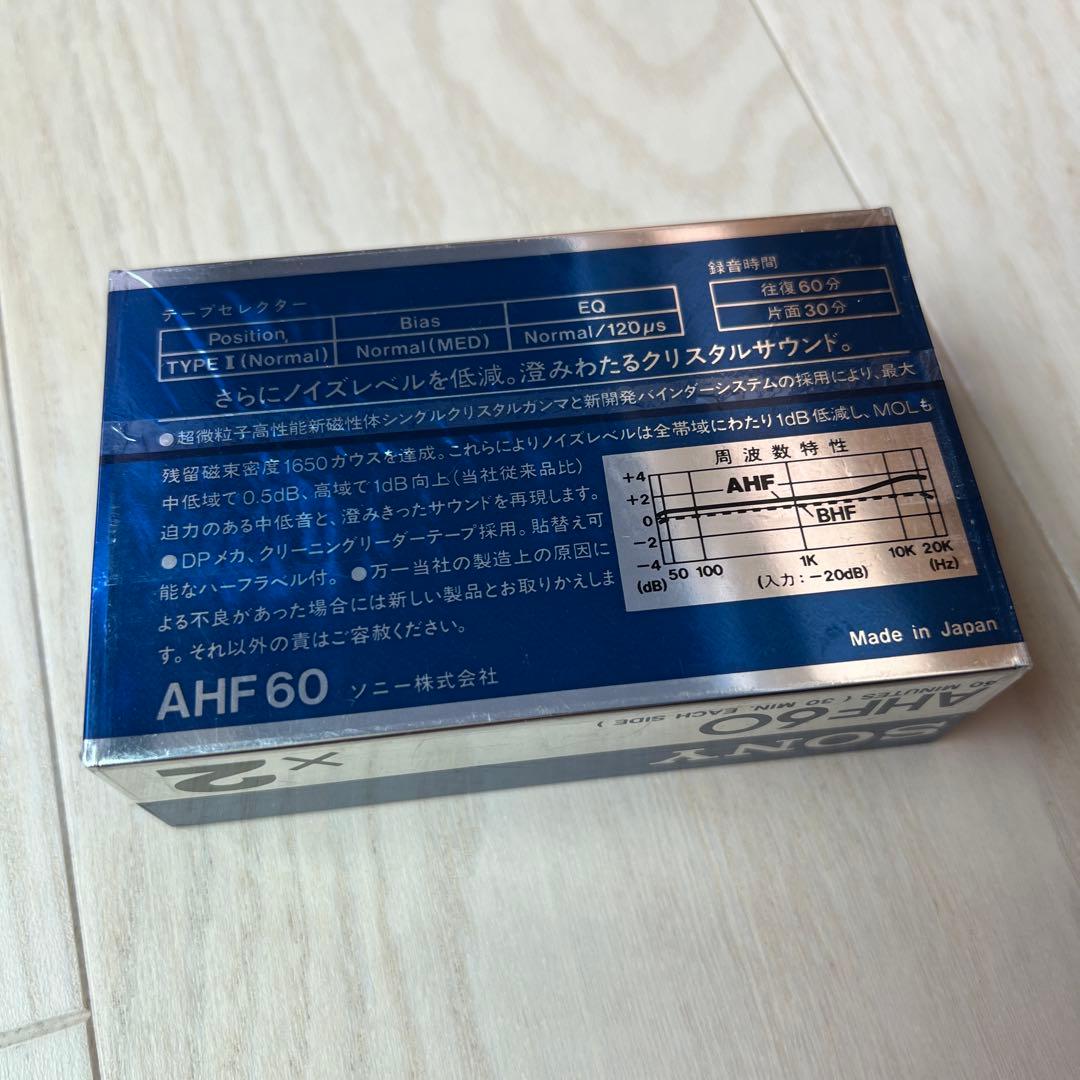 テープセレクター
Position Bias EQ
TYPE I (Normal) Normal (MED) Normal/120μs
録音時間
往復60分
片面30分
さらにノイズレベルを低減。澄みわたるクリスタルサウンド。
●超微粒子高性能新磁性体シングルクリスタルガンマと新開発バインダーシステムの採用により、最大
残留磁束密度1650ガウスを達成。これらによりノイズレベルは全帯域にわたり1dB低減し、MOLも
中低域で0.5dB、高域で1dB向上(当社従来品比)
迫力のある中低音と、澄みきったサウンドを再現します。
●DPメカ、クリーニングリーダーテープ採用。貼替え可
能なハーフラベル付。●万一当社の製造上の原因に
よる不良があった場合には新しい製品とお取りかえしま
す。それ以外の責はご容赦ください。
周波数特性
+4
+2
0
−2
−4
(dB)
AHF
BHF
50 100 1K 10K 20K
(Hz)
(入力:−20dB)
Made in Japan
AHF60 ソニー株式会社
SONY
AHF60
60 MINUTES (30 MIN. EACH SIDE)
×2